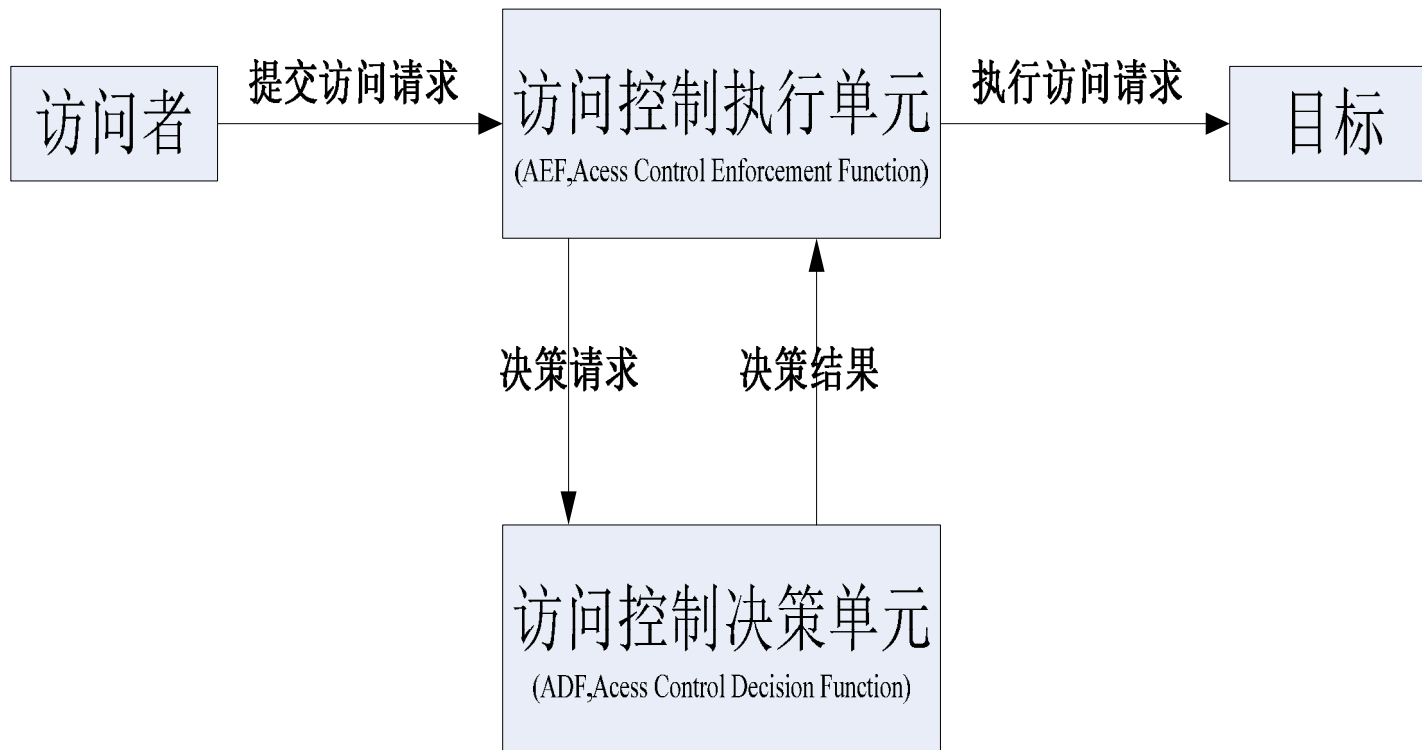 访问者
提交访问请求
访问控制执行单元
(AEF,Acess Control Enforcement Function)
执行访问请求
目标
决策请求
决策结果
访问控制决策单元
(ADF,Acess Control Decision Function)